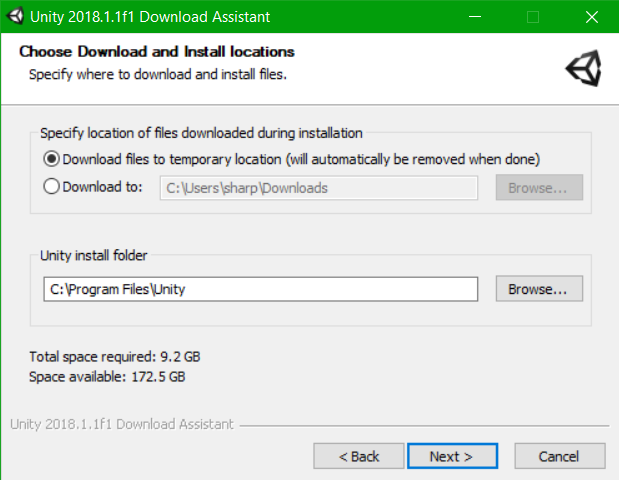 Unity 2018.1.1f1 Download Assistant
Choose Download and Install locations
Specify where to download and install files.
Specify location of files downloaded during installation
Download files to temporary location (will automatically be removed when done)
Download to: C:\Users\sharp\Downloads Browse...
Unity install folder
C:\Program Files\Unity Browse...
Total space required: 9.2 GB
Space available: 172.5 GB
Unity 2018.1.1f1 Download Assistant
< Back Next > Cancel